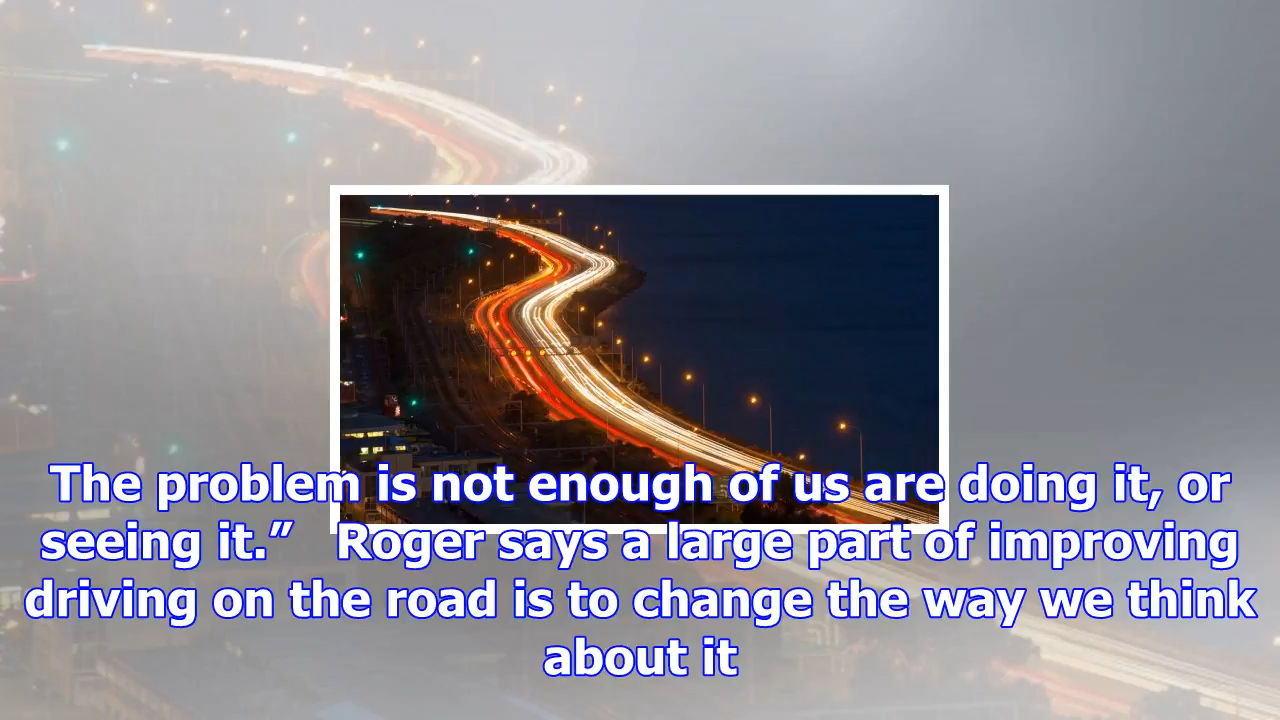 The problem is not enough of us are doing it, or
seeing it.” Roger says a large part of improving
driving on the road is to change the way we think
about it